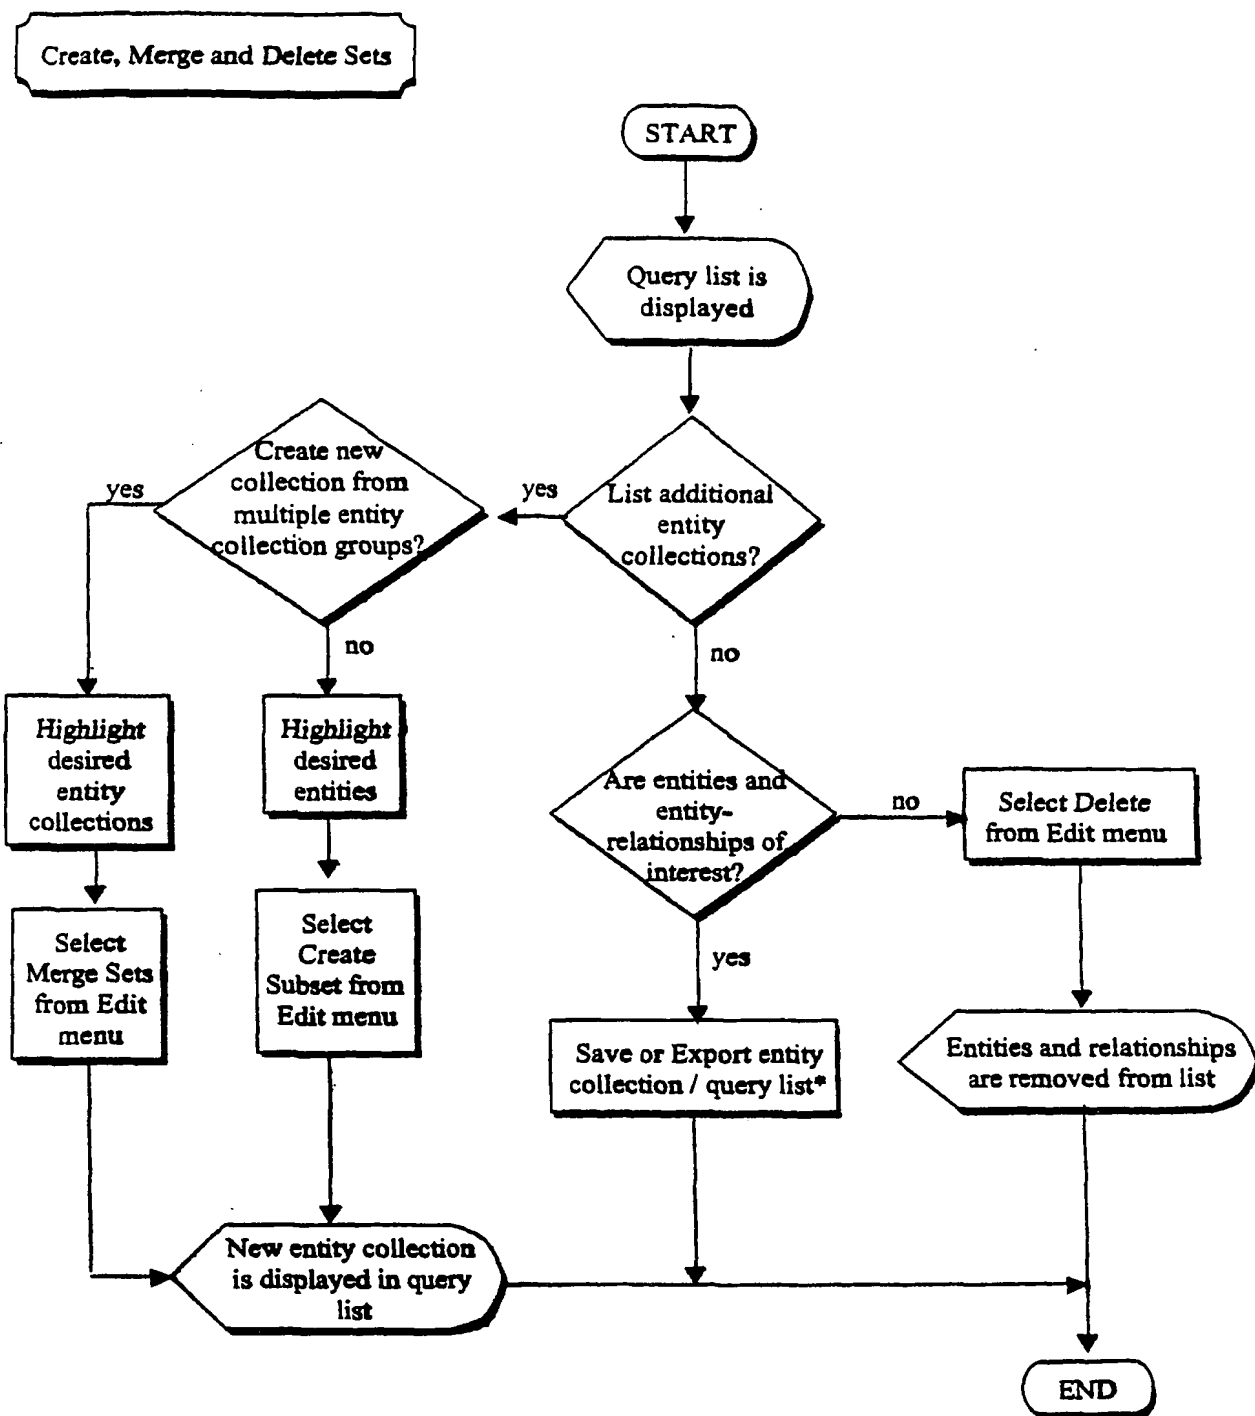 Create, Merge and Delete Sets
START
Query list is
displayed
List additional
entity
collections?
yes
no
Create new
collection from
multiple entity
collection groups?
yes
no
Highlight
desired
entity
collections
Select
Merge Sets
from Edit
menu
Highlight
desired
entities
Select
Create
Subset from
Edit menu
Are entities and
entity-
relationships of
interest?
no
yes
Select Delete
from Edit menu
Save or Export entity
collection / query list*
Entities and relationships
are removed from list
New entity collection
is displayed in query
list
END